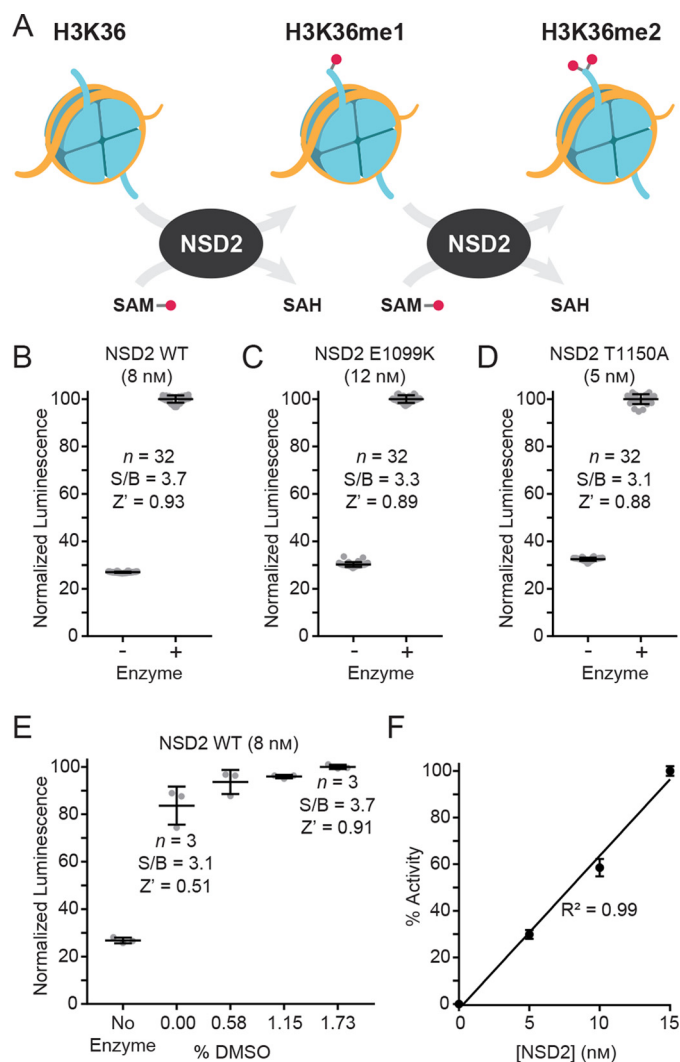 A
H3K36
H3K36me1
H3K36me2
NSD2
NSD2
SAM
SAH
SAM
SAH
B
NSD2 WT
(8 nM)
Normalized Luminescence
100
80
60
40
20
0
n = 32
S/B = 3.7
Z' = 0.93
- +
Enzyme
C
NSD2 E1099K
(12 nM)
Normalized Luminescence
100
80
60
40
20
0
n = 32
S/B = 3.3
Z' = 0.89
- +
Enzyme
D
NSD2 T1150A
(5 nM)
Normalized Luminescence
100
80
60
40
20
0
n = 32
S/B = 3.1
Z' = 0.88
- +
Enzyme
E
NSD2 WT (8 nM)
Normalized Luminescence
100
80
60
40
20
0
n = 3
S/B = 3.1
Z' = 0.51
n = 3
S/B = 3.7
Z' = 0.91
No
Enzyme
0.00 0.58 1.15 1.73
% DMSO
F
% Activity
100
80
60
40
20
0
R² = 0.99
0 5 10 15
[NSD2] (nM)